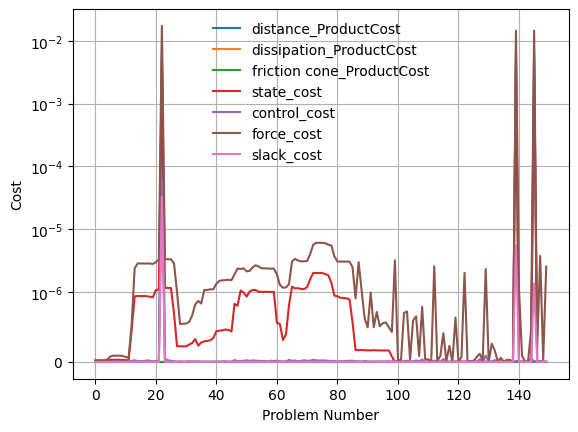 distance_ProductCost
dissipation_ProductCost
friction cone_ProductCost
state_cost
control_cost
force_cost
slack_cost
Cost
10⁻²
10⁻³
10⁻⁴
10⁻⁵
10⁻⁶
0
0 20 40 60 80 100 120 140
Problem Number